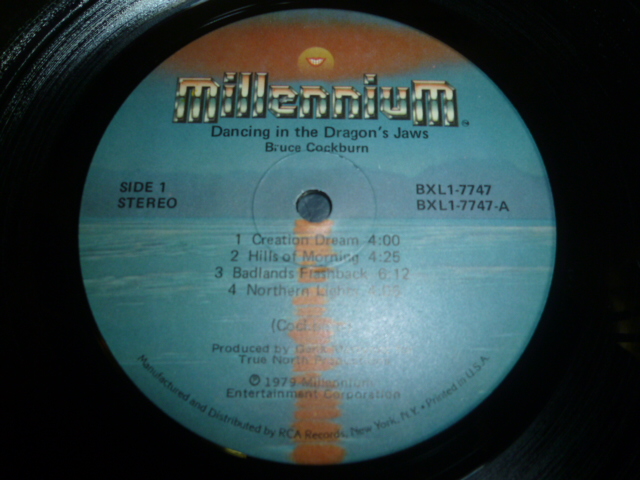 MillenniuM
Dancing in the Dragon's Jaws
Bruce Cockburn
SIDE 1
STEREO
BXL1-7747
BXL1-7747-A
1 Creation Dream 4:00
2 Hills of Morning 4:25
3 Badlands Flashback 6:12
4 Northern
Produced by
True North
℗ 1979 Millennium
Entertainment Corporation
Manufactured and Distributed by RCA Records, New York, N.Y. • Printed in U.S.A.